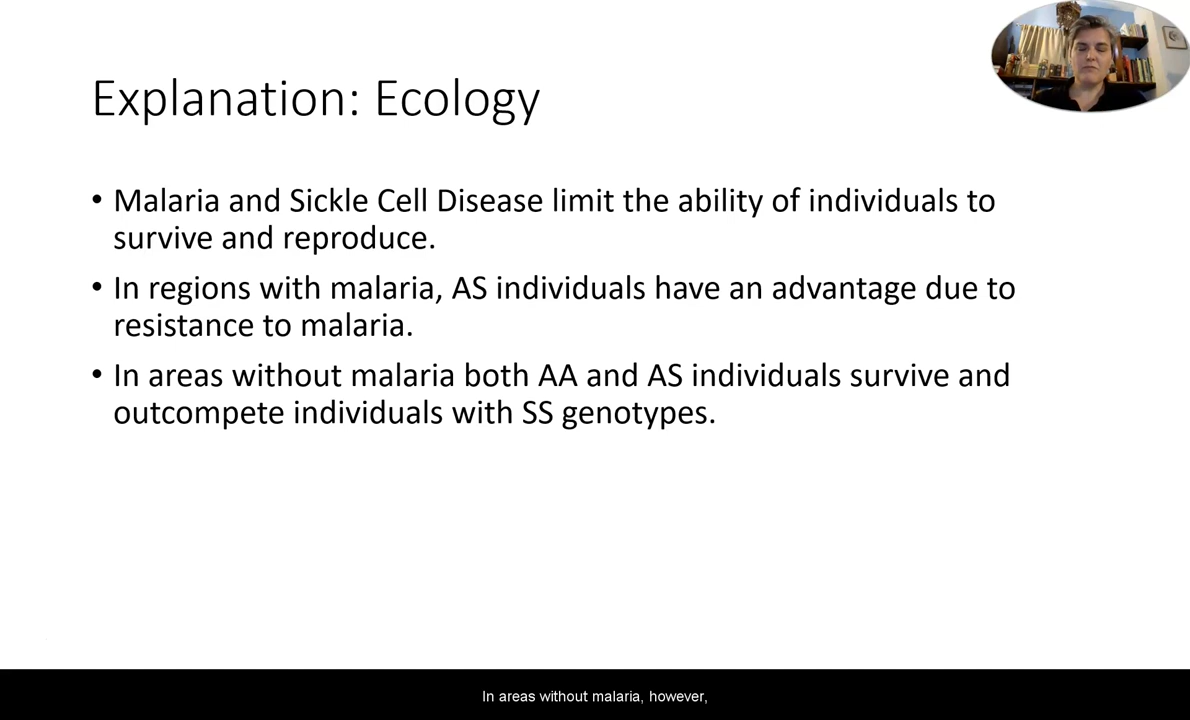 Explanation: Ecology
• Malaria and Sickle Cell Disease limit the ability of individuals to
survive and reproduce.
• In regions with malaria, AS individuals have an advantage due to
resistance to malaria.
• In areas without malaria both AA and AS individuals survive and
outcompete individuals with SS genotypes.
In areas without malaria, however,